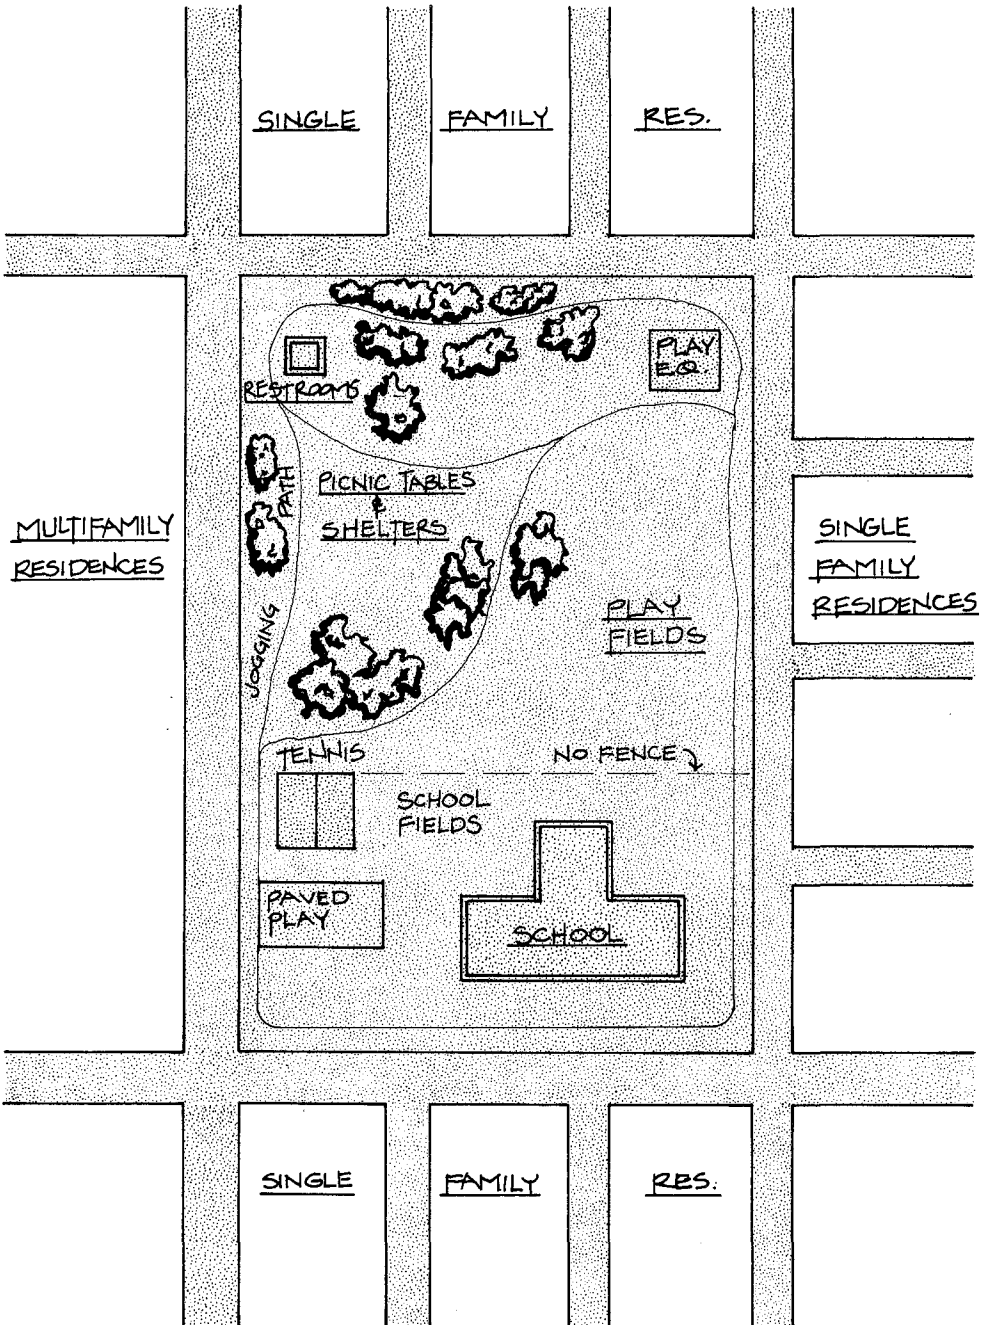 SINGLE FAMILY RES.
PLAY
EQ.
RESTROOMS
PICNIC TABLES
&
SHELTERS
JOGGING PATH
MULTIFAMILY
RESIDENCES
SINGLE
FAMILY
RESIDENCES
PLAY
FIELDS
TENNIS
NO FENCE
SCHOOL
FIELDS
PAVED
PLAY
SCHOOL
SINGLE FAMILY RES.